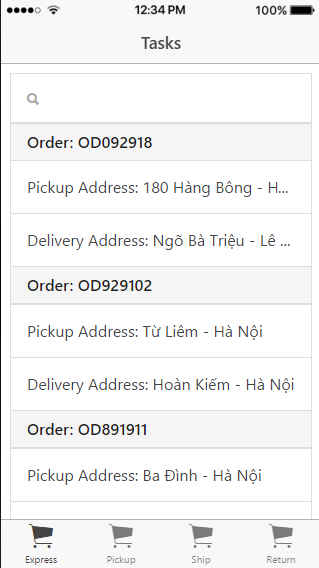 12:34 PM
100%
Tasks
Order: OD092918
Pickup Address: 180 Hàng Bông - H...
Delivery Address: Ngõ Bà Triệu - Lê ...
Order: OD929102
Pickup Address: Từ Liêm - Hà Nội
Delivery Address: Hoàn Kiếm - Hà Nội
Order: OD891911
Pickup Address: Ba Đình - Hà Nội
Express
Pickup
Ship
Return